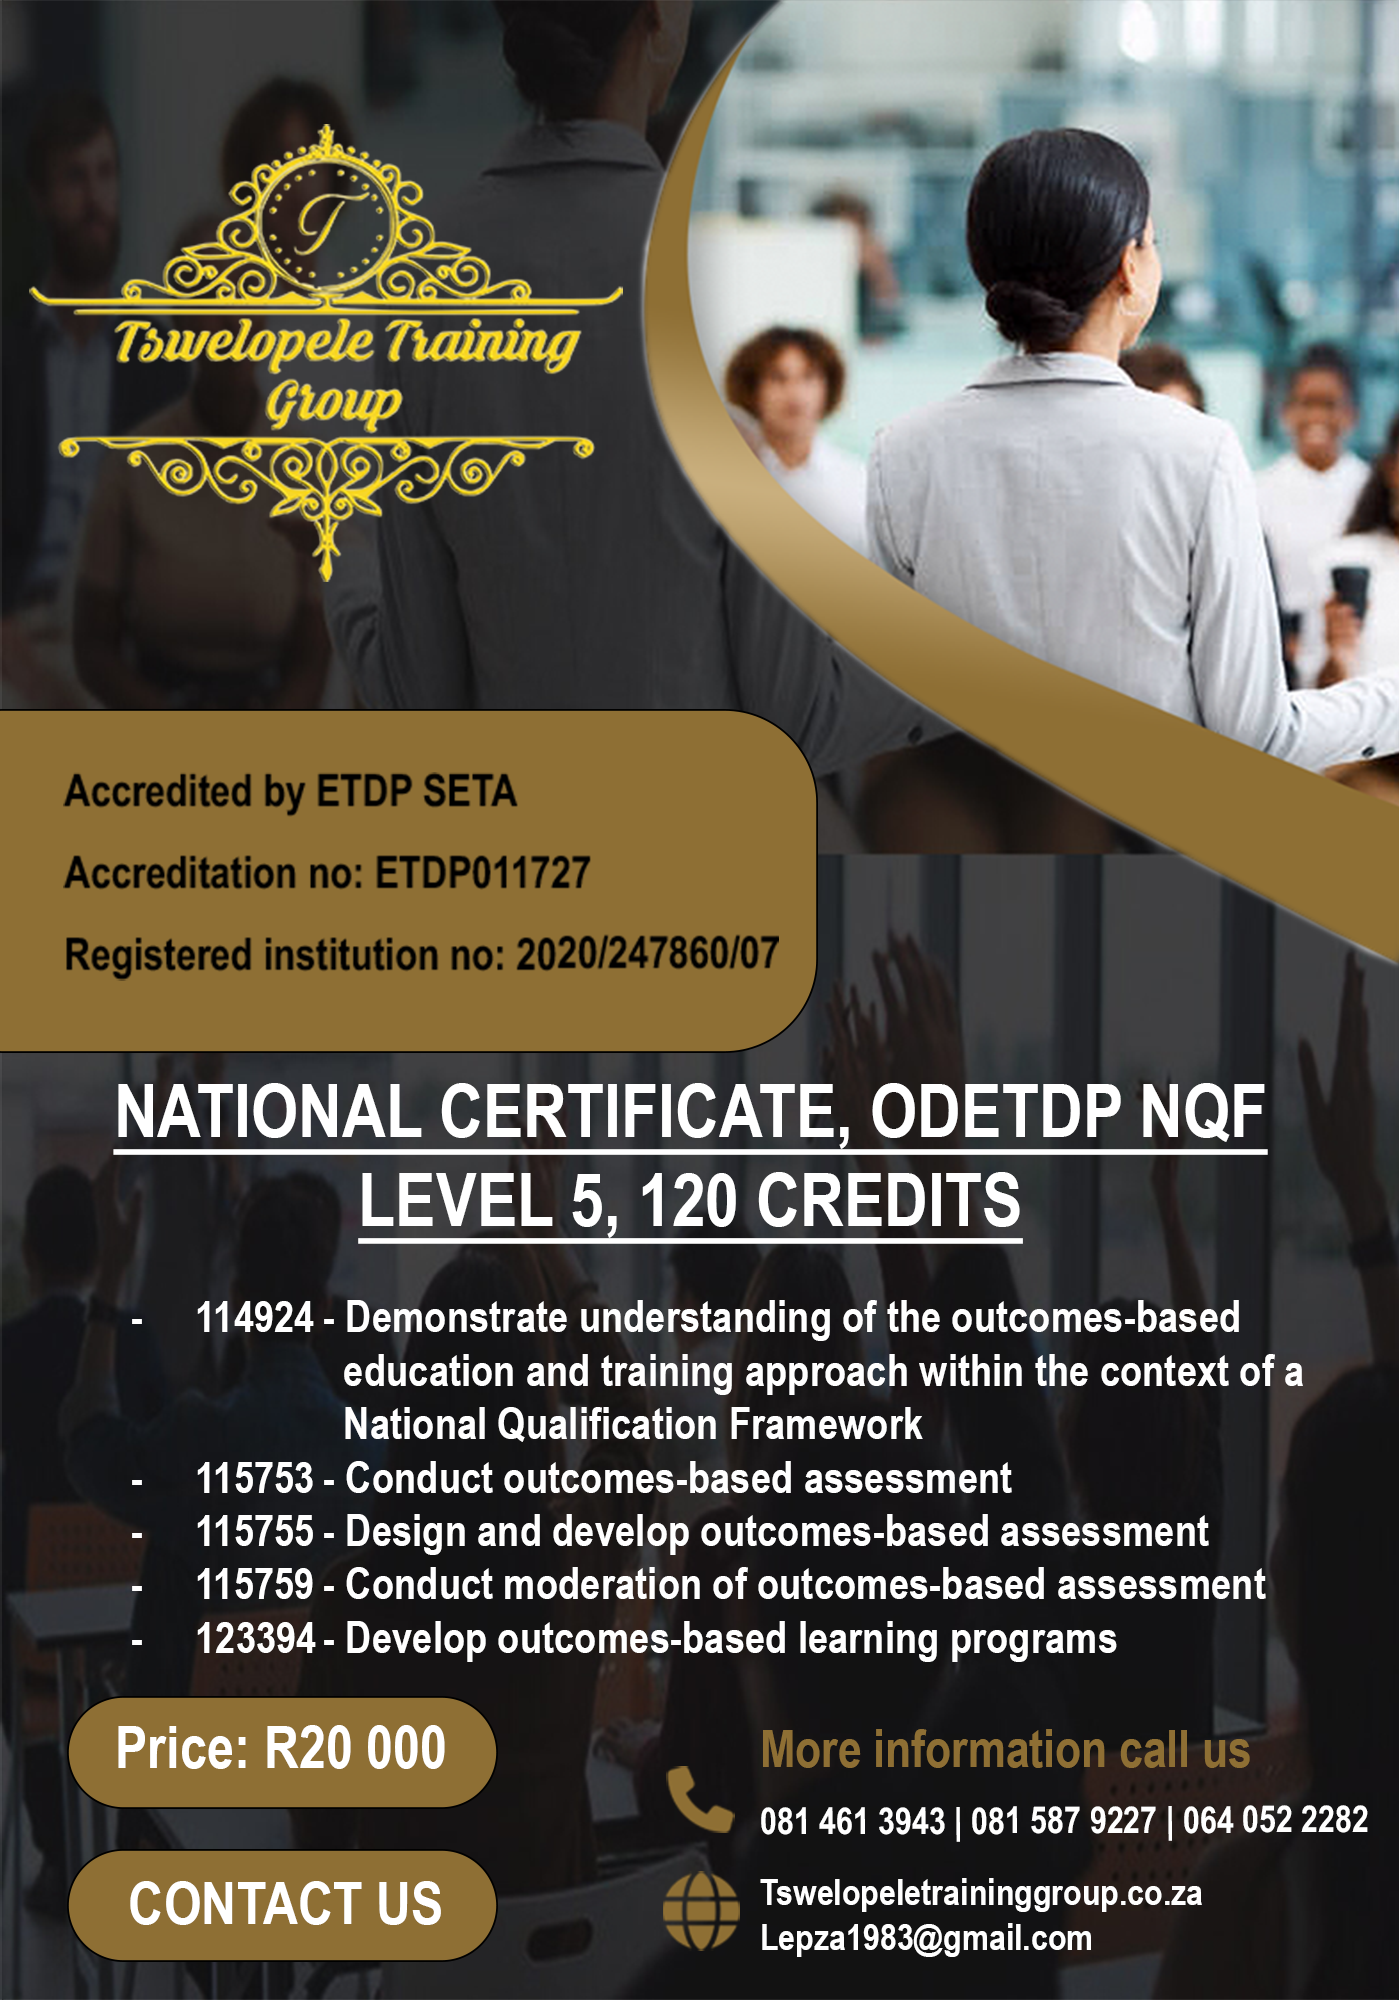 T
Tswelopele Training
Group
Accredited by ETDP SETA
Accreditation no: ETDP011727
Registered institution no: 2020/247860/07
NATIONAL CERTIFICATE, ODETDP NQF
LEVEL 5, 120 CREDITS
- 114924 - Demonstrate understanding of the outcomes-based
education and training approach within the context of a
National Qualification Framework
- 115753 - Conduct outcomes-based assessment
- 115755 - Design and develop outcomes-based assessment
- 115759 - Conduct moderation of outcomes-based assessment
- 123394 - Develop outcomes-based learning programs
Price: R20 000
CONTACT US
More information call us
081 461 3943 | 081 587 9227 | 064 052 2282
Tswelopeletraininggroup.co.za
Lepza1983@gmail.com